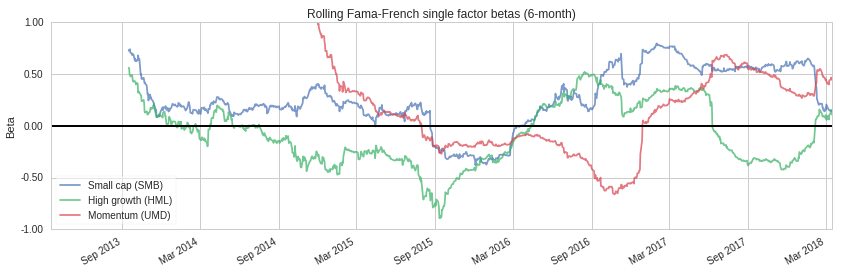 Rolling Fama-French single factor betas (6-month)
1.00
0.50
0.00
-0.50
-1.00
Beta
Small cap (SMB)
High growth (HML)
Momentum (UMD)
Sep 2013
Mar 2014
Sep 2014
Mar 2015
Sep 2015
Mar 2016
Sep 2016
Mar 2017
Sep 2017
Mar 2018